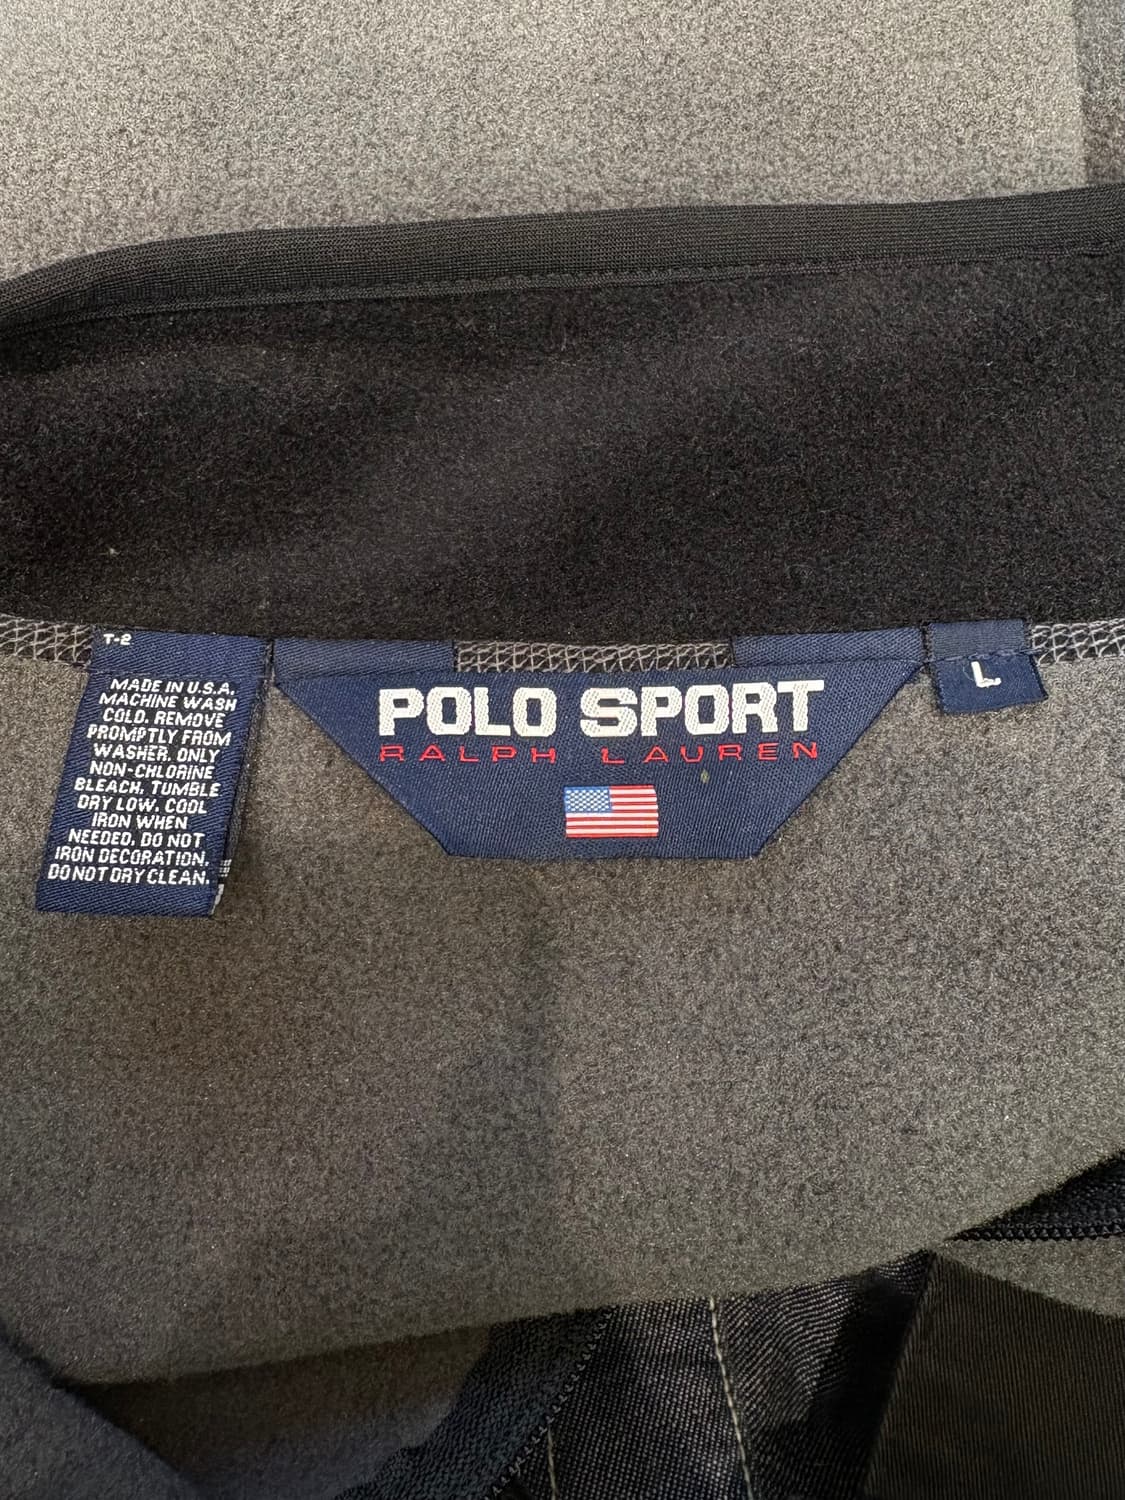 T-2
MADE IN U.S.A.
MACHINE WASH
COLD. REMOVE
PROMPTLY FROM
WASHER. ONLY
NON-CHLORINE
BLEACH. TUMBLE
DRY LOW. COOL
IRON WHEN
NEEDED. DO NOT
IRON DECORATION.
DO NOT DRY CLEAN.
POLO SPORT
RALPH LAUREN
L